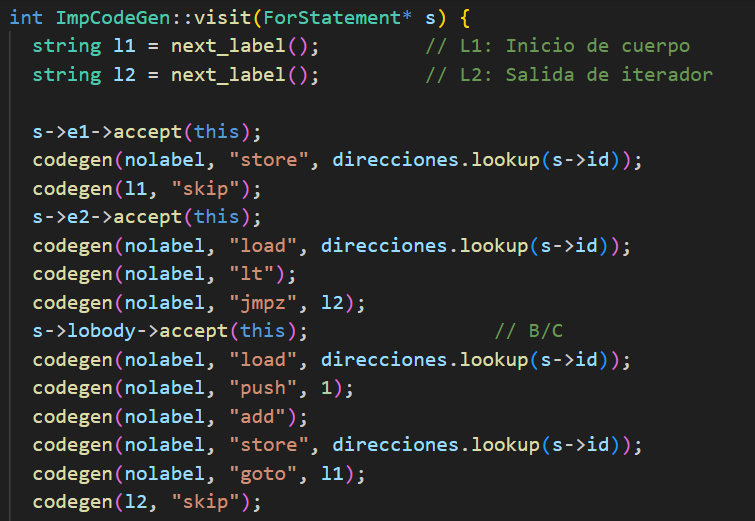 int ImpCodeGen::visit(ForStatement* s) {
  string l1 = next_label();         // L1: Inicio de cuerpo
  string l2 = next_label();         // L2: Salida de iterador

  s->e1->accept(this);
  codegen(nolabel, "store", direcciones.lookup(s->id));
  codegen(l1, "skip");
  s->e2->accept(this);
  codegen(nolabel, "load", direcciones.lookup(s->id));
  codegen(nolabel, "lt");
  codegen(nolabel, "jmpz", l2);
  s->lobody->accept(this);                // B/C
  codegen(nolabel, "load", direcciones.lookup(s->id));
  codegen(nolabel, "push", 1);
  codegen(nolabel, "add");
  codegen(nolabel, "store", direcciones.lookup(s->id));
  codegen(nolabel, "goto", l1);
  codegen(l2, "skip");